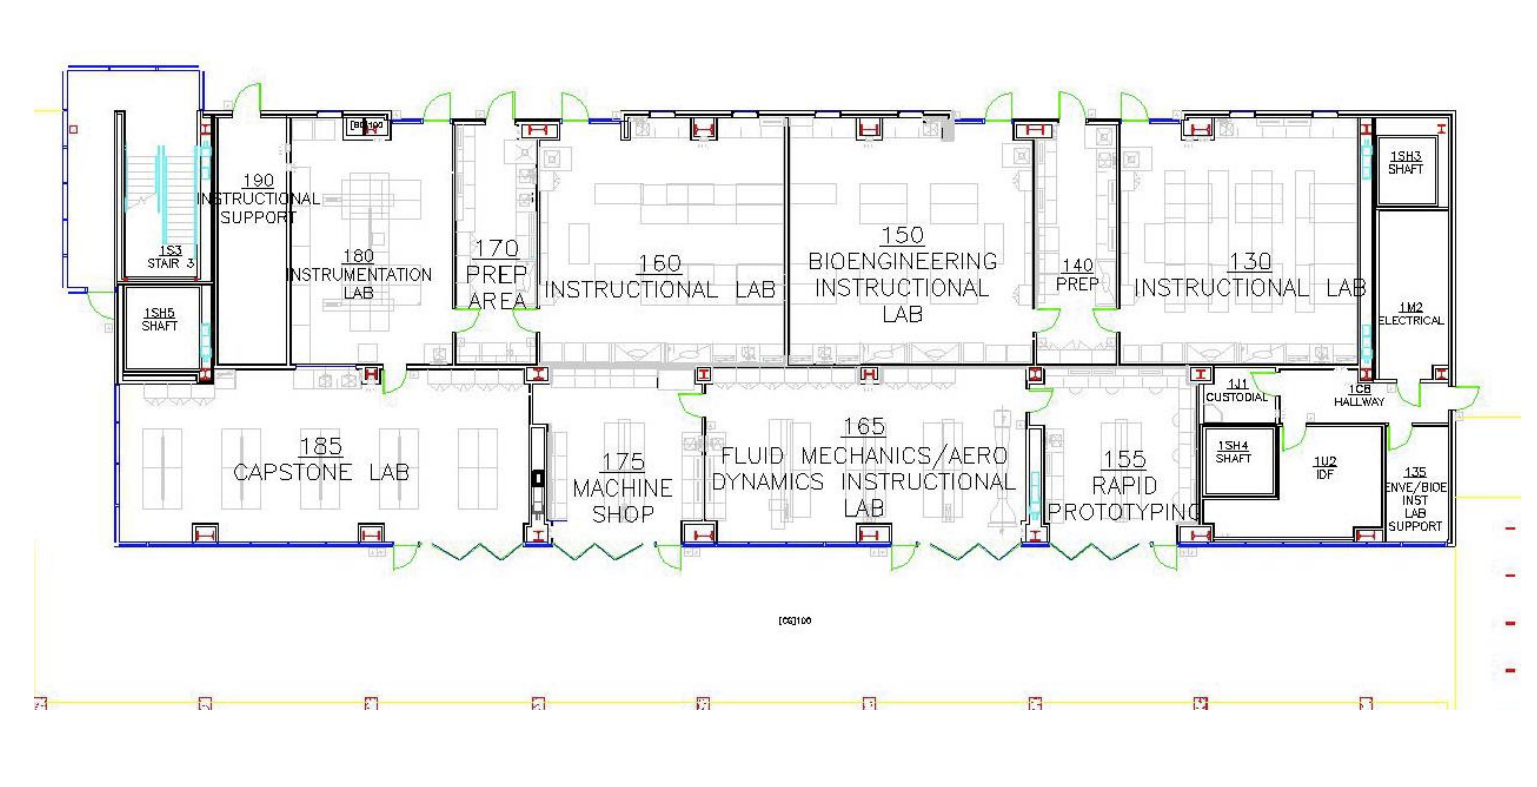 [BG]100
190
INSTRUCTIONAL
SUPPORT
1S3
STAIR 3
1SH5
SHAFT
180
INSTRUMENTATION
LAB
170
PREP
AREA
160
INSTRUCTIONAL LAB
150
BIOENGINEERING
INSTRUCTIONAL
LAB
140
PREP
130
INSTRUCTIONAL LAB
1SH3
SHAFT
1M2
ELECTRICAL
185
CAPSTONE LAB
175
MACHINE
SHOP
165
FLUID MECHANICS/AERO
DYNAMICS INSTRUCTIONAL
LAB
155
RAPID
PROTOTYPING
1J1
CUSTODIAL
1CB
HALLWAY
1SH4
SHAFT
1U2
IDF
135
ENVE/BIOE
INST
LAB
SUPPORT
[CG]100